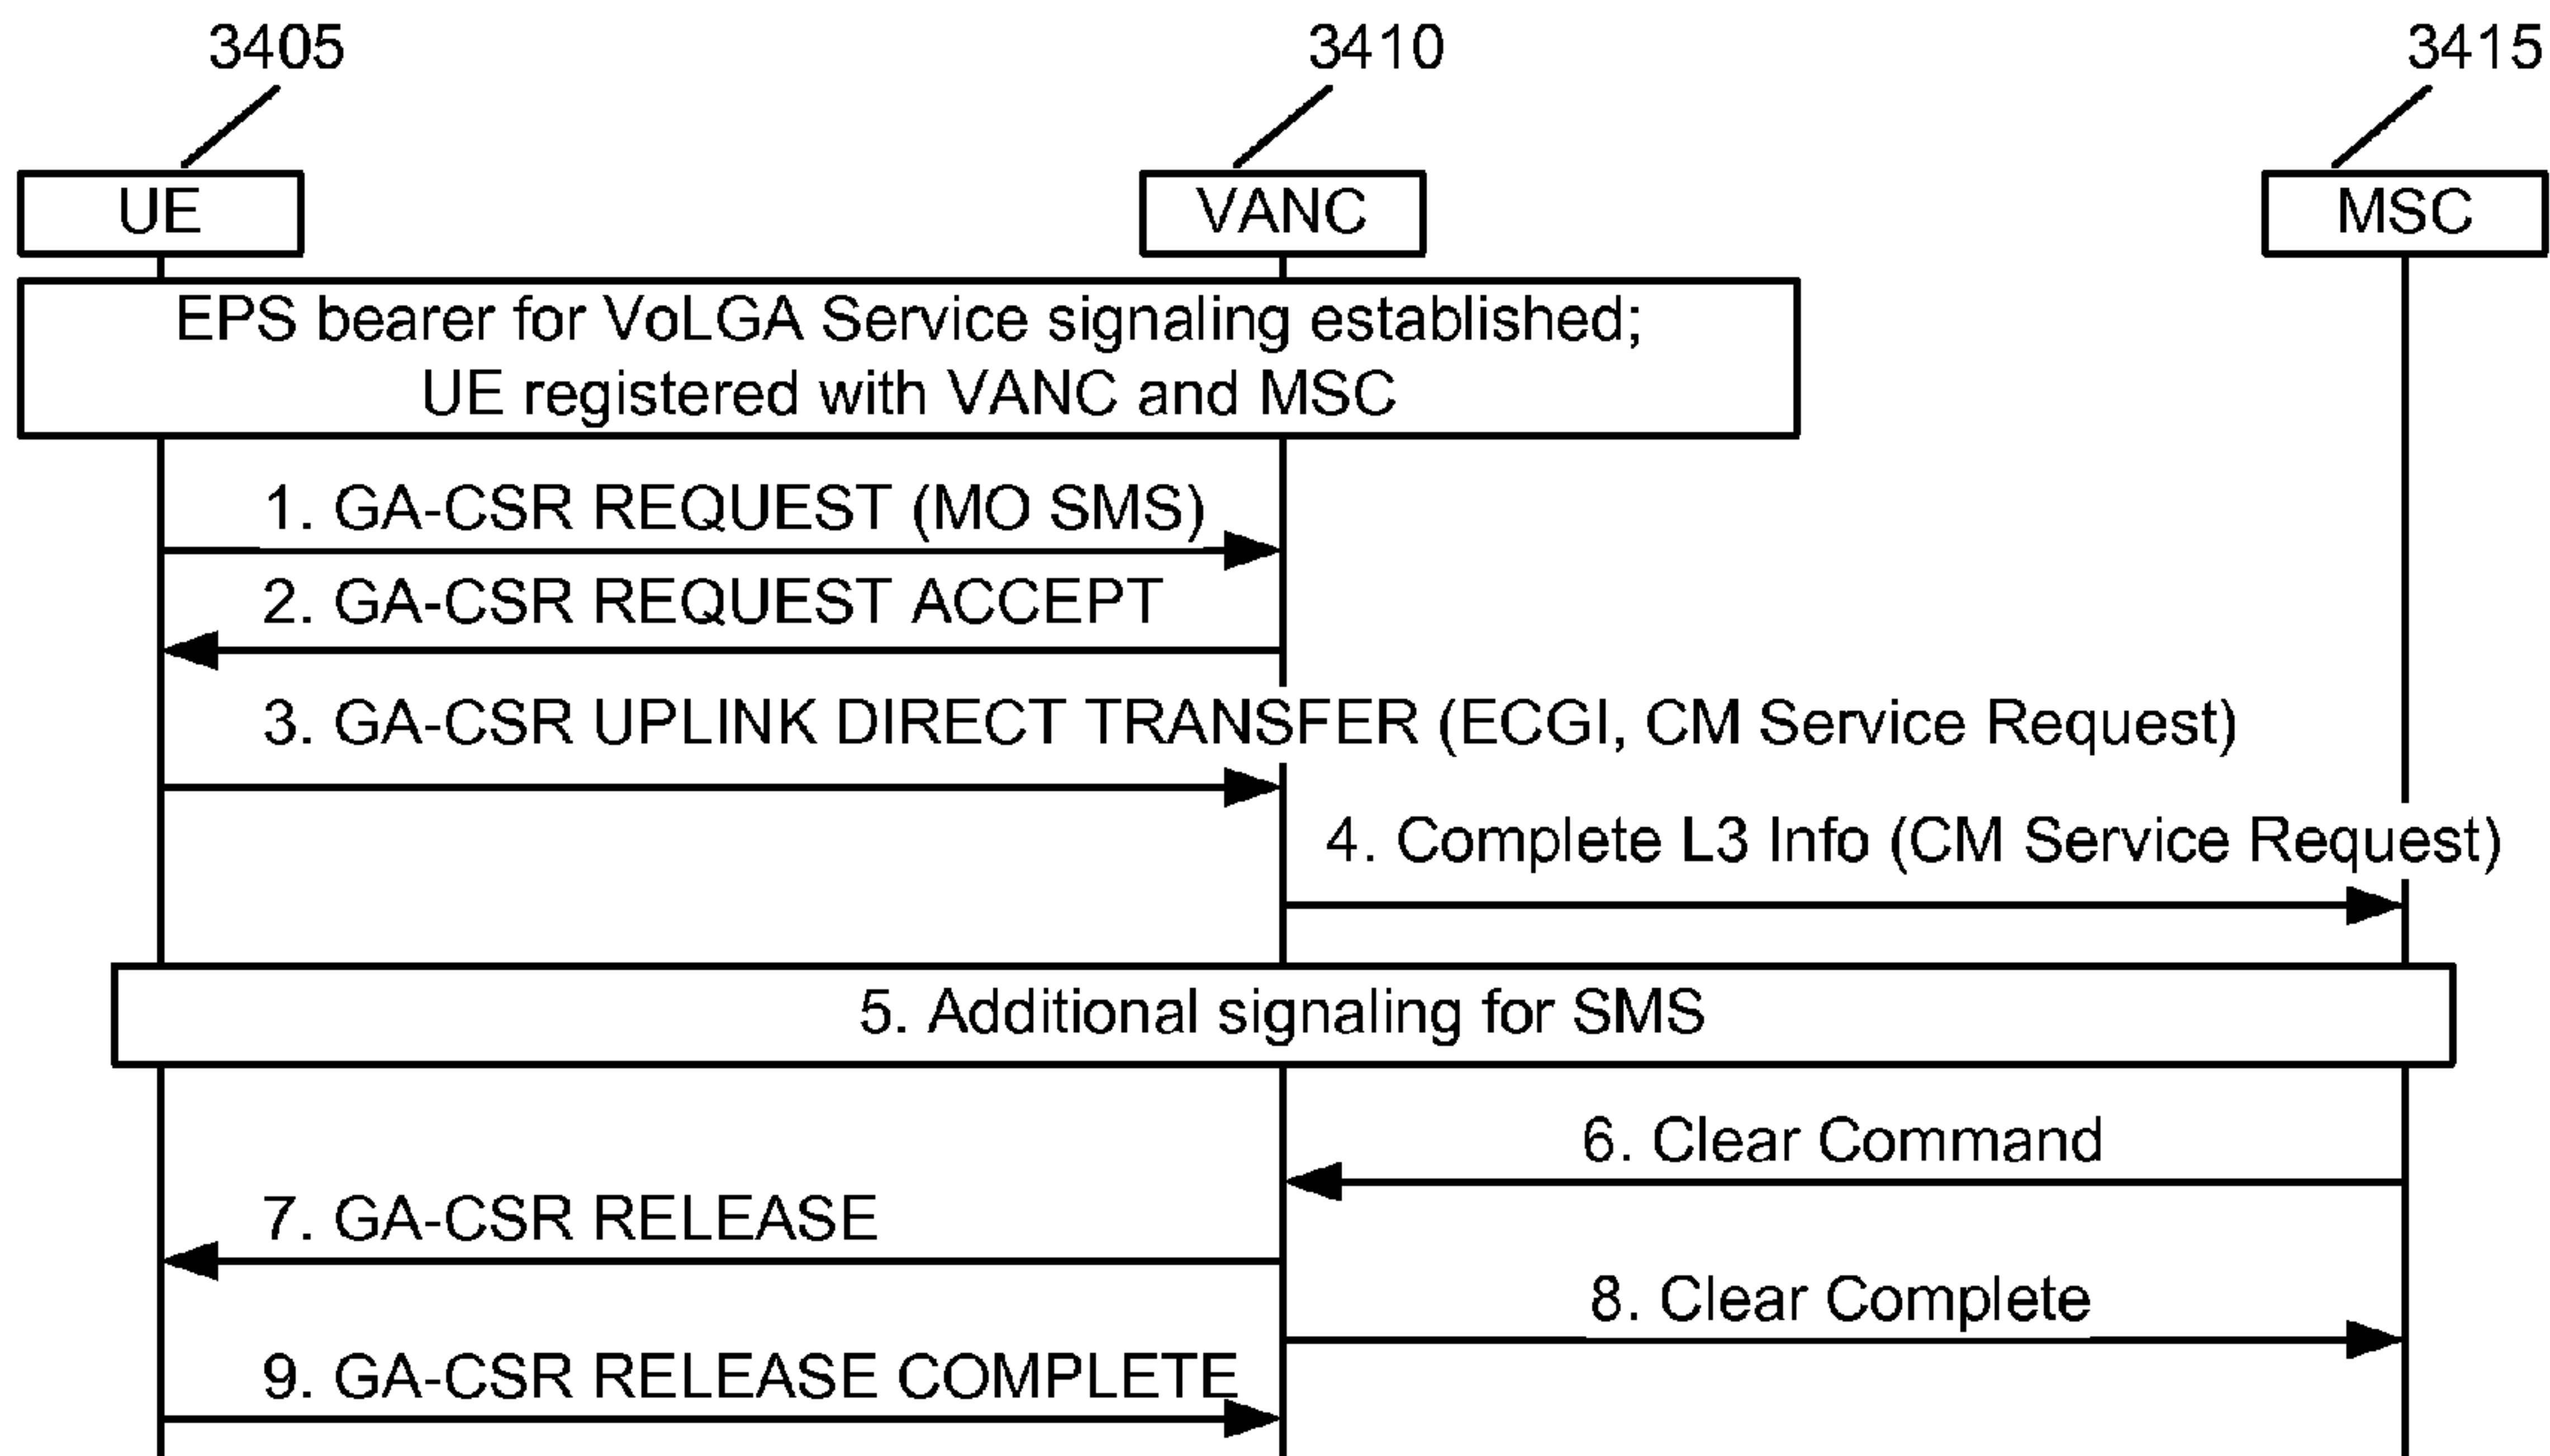 3405
3410
3415
UE
VANC
MSC
EPS bearer for VoLGA Service signaling established;
UE registered with VANC and MSC
1. GA-CSR REQUEST (MO SMS)
2. GA-CSR REQUEST ACCEPT
3. GA-CSR UPLINK DIRECT TRANSFER (ECGI, CM Service Request)
4. Complete L3 Info (CM Service Request)
5. Additional signaling for SMS
6. Clear Command
7. GA-CSR RELEASE
8. Clear Complete
9. GA-CSR RELEASE COMPLETE